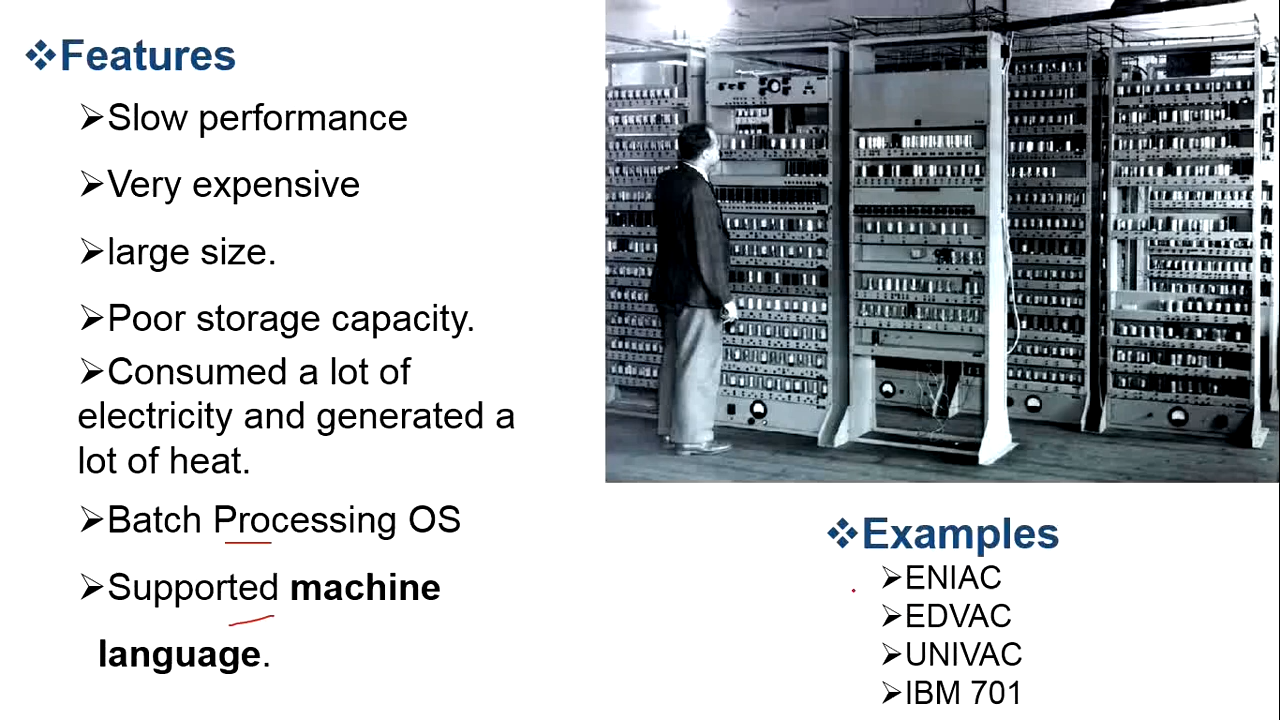 ❖Features
➢Slow performance
➢Very expensive
➢large size.
➢Poor storage capacity.
➢Consumed a lot of
electricity and generated a
lot of heat.
➢Batch Processing OS
➢Supported machine
language.
❖Examples
➢ENIAC
➢EDVAC
➢UNIVAC
➢IBM 701